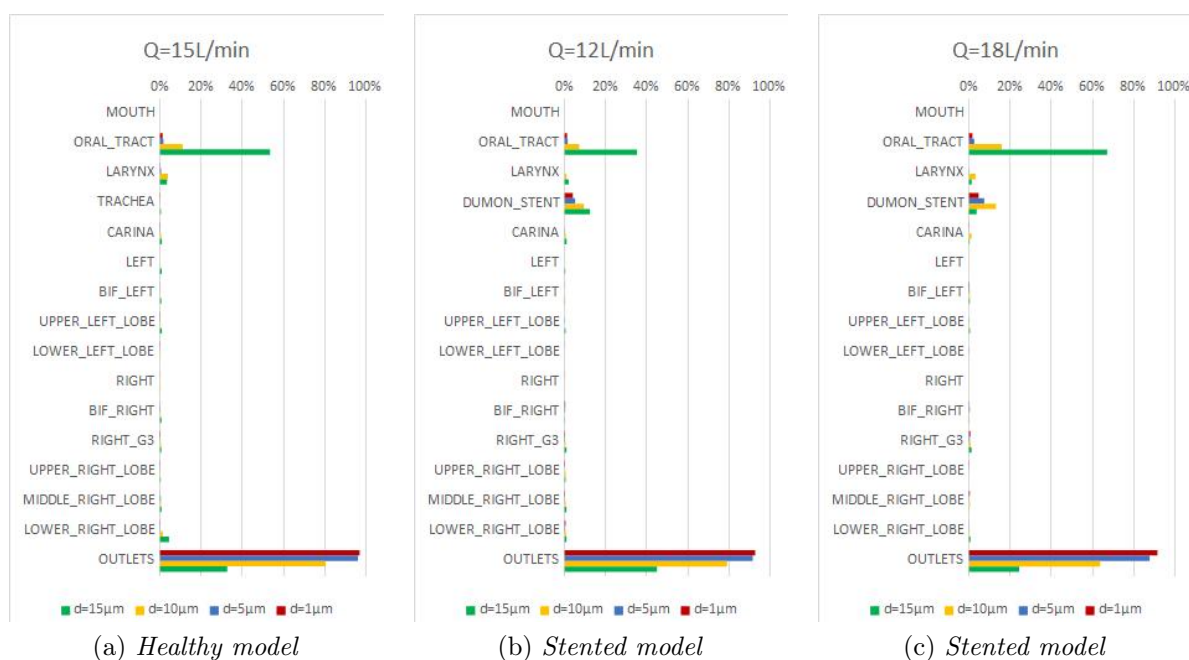 Q=15L/min
0% 20% 40% 60% 80% 100%
MOUTH
ORAL_TRACT
LARYNX
TRACHEA
CARINA
LEFT
BIF_LEFT
UPPER_LEFT_LOBE
LOWER_LEFT_LOBE
RIGHT
BIF_RIGHT
RIGHT_G3
UPPER_RIGHT_LOBE
MIDDLE_RIGHT_LOBE
LOWER_RIGHT_LOBE
OUTLETS
d=15µm d=10µm d=5µm d=1µm
(a) Healthy model
Q=12L/min
0% 20% 40% 60% 80% 100%
MOUTH
ORAL_TRACT
LARYNX
DUMON_STENT
CARINA
LEFT
BIF_LEFT
UPPER_LEFT_LOBE
LOWER_LEFT_LOBE
RIGHT
BIF_RIGHT
RIGHT_G3
UPPER_RIGHT_LOBE
MIDDLE_RIGHT_LOBE
LOWER_RIGHT_LOBE
OUTLETS
d=15µm d=10µm d=5µm d=1µm
(b) Stented model
Q=18L/min
0% 20% 40% 60% 80% 100%
MOUTH
ORAL_TRACT
LARYNX
DUMON_STENT
CARINA
LEFT
BIF_LEFT
UPPER_LEFT_LOBE
LOWER_LEFT_LOBE
RIGHT
BIF_RIGHT
RIGHT_G3
UPPER_RIGHT_LOBE
MIDDLE_RIGHT_LOBE
LOWER_RIGHT_LOBE
OUTLETS
d=15µm d=10µm d=5µm d=1µm
(c) Stented model